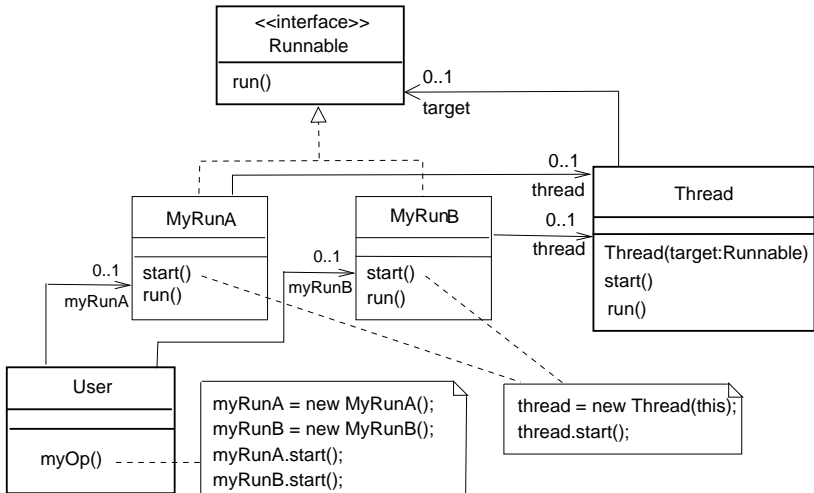 <<interface>>
Runnable
run()
0..1
target
0..1
thread
Thread
MyRunA
MyRunB
0..1
thread
Thread(target:Runnable)
start()
run()
0..1
myRunA
start()
run()
0..1
myRunB
start()
run()
User
myOp()
myRunA = new MyRunA();
myRunB = new MyRunB();
myRunA.start();
myRunB.start();
thread = new Thread(this);
thread.start();